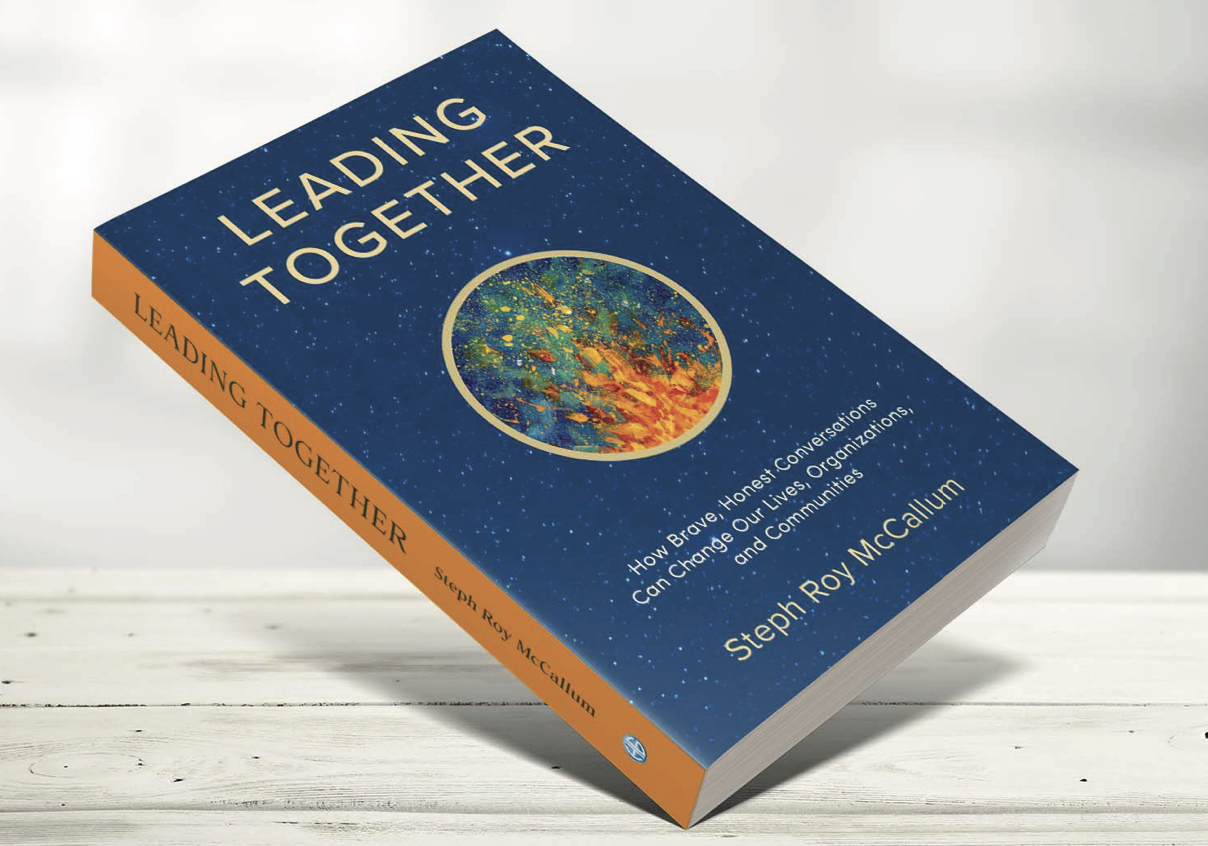 LEADING
TOGETHER
How Brave, Honest Conversations
Can Change Our Lives, Organizations,
and Communities
Steph Roy McCallum
LEADING TOGETHER
Steph Roy McCallum